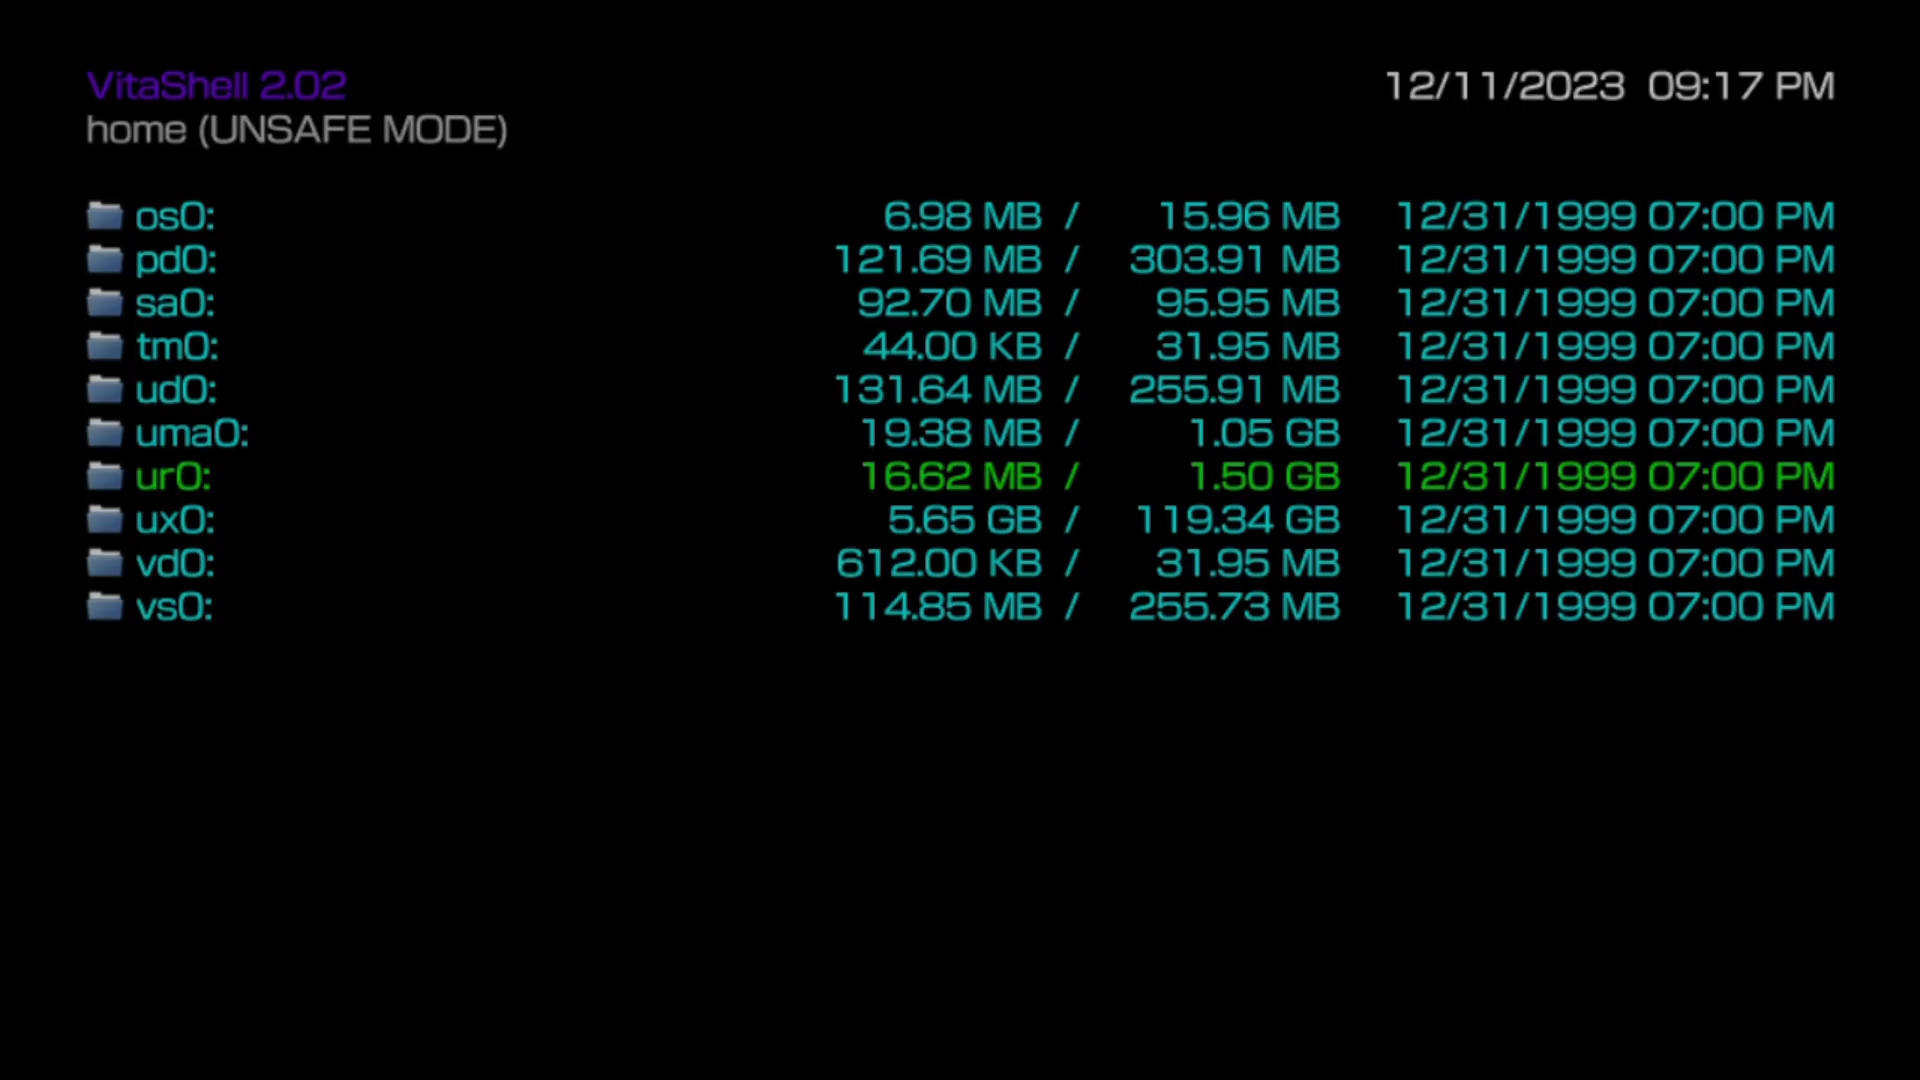 VitaShell 2.02 12/11/2023 09:17 PM
home (UNSAFE MODE)
os0: 6.98 MB / 15.96 MB 12/31/1999 07:00 PM
pd0: 121.69 MB / 303.91 MB 12/31/1999 07:00 PM
sa0: 92.70 MB / 95.95 MB 12/31/1999 07:00 PM
tm0: 44.00 KB / 31.95 MB 12/31/1999 07:00 PM
ud0: 131.64 MB / 255.91 MB 12/31/1999 07:00 PM
uma0: 19.38 MB / 1.05 GB 12/31/1999 07:00 PM
ur0: 16.62 MB / 1.50 GB 12/31/1999 07:00 PM
ux0: 5.65 GB / 119.34 GB 12/31/1999 07:00 PM
vd0: 612.00 KB / 31.95 MB 12/31/1999 07:00 PM
vs0: 114.85 MB / 255.73 MB 12/31/1999 07:00 PM